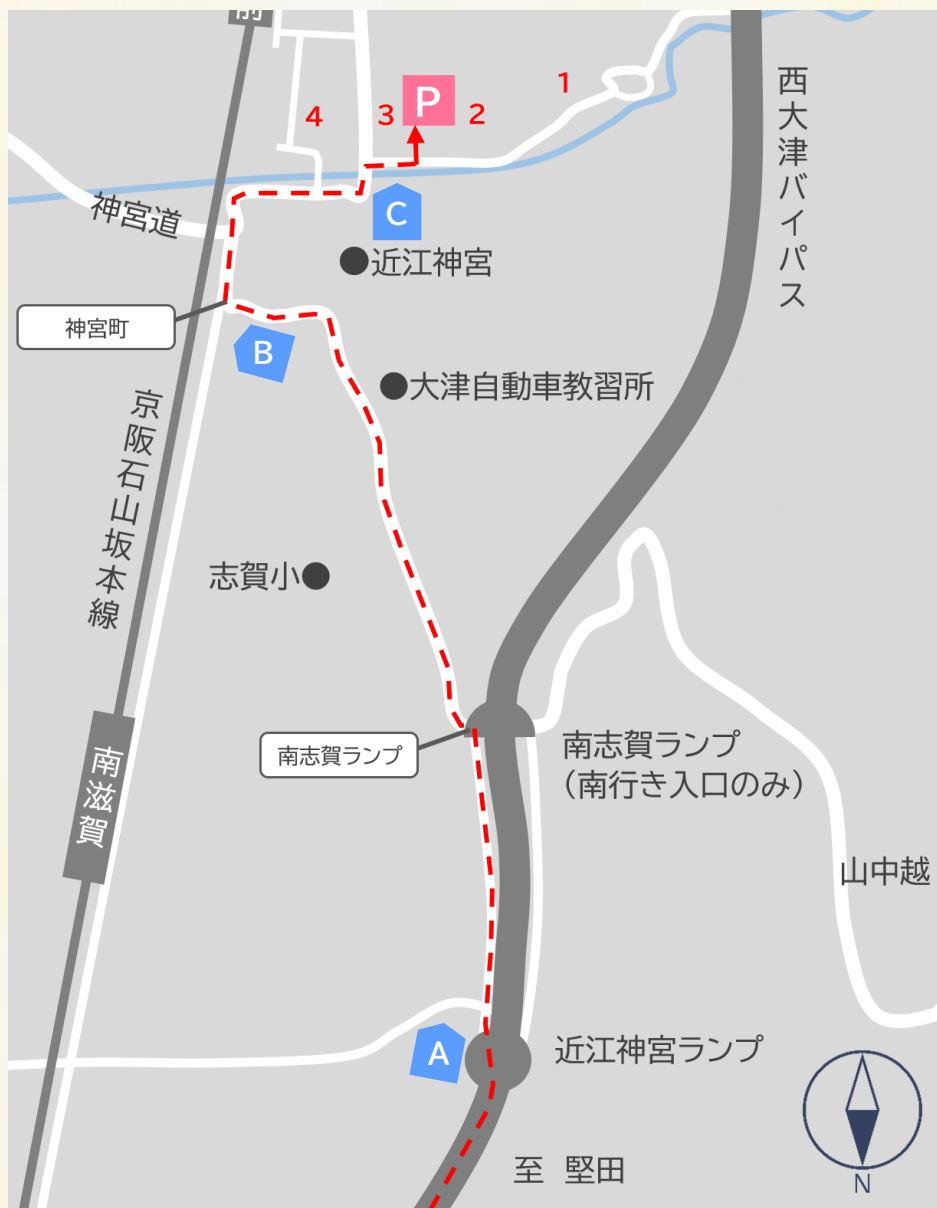 前
1
P
2
3
4
西大津バイパス
神宮道
C
近江神宮
神宮町
B
大津自動車教習所
京阪石山坂本線
志賀小
南志賀ランプ
南志賀ランプ
（南行き入口のみ）
南滋賀
山中越
A
近江神宮ランプ
至 堅田
N